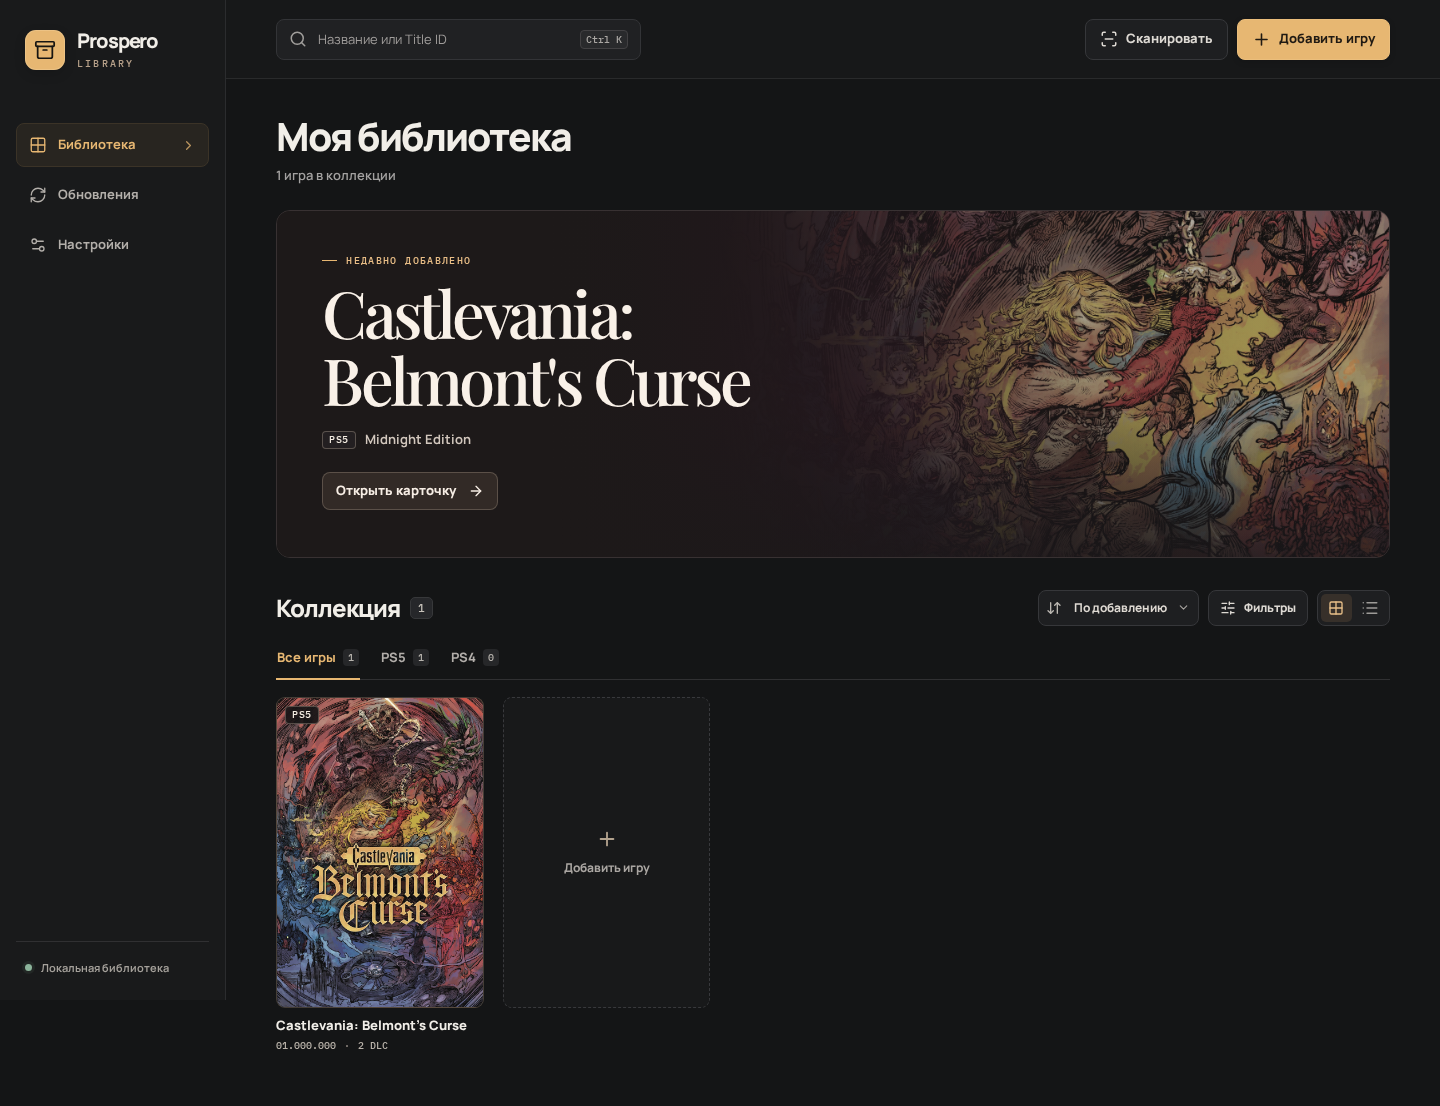 Prospero
LIBRARY
Название или Title ID
Ctrl K
Сканировать
Добавить игру
Библиотека
Обновления
Настройки
Моя библиотека
1 игра в коллекции
НЕДАВНО ДОБАВЛЕНО
Castlevania:
Belmont's Curse
PS5 Midnight Edition
Открыть карточку
Коллекция 1
По добавлению
Фильтры
Все игры 1 PS5 1 PS4 0
PS5
Castlevania
Belmont's
Curse
Добавить игру
Castlevania: Belmont's Curse
01.000.000 · 2 DLC
Локальная библиотека